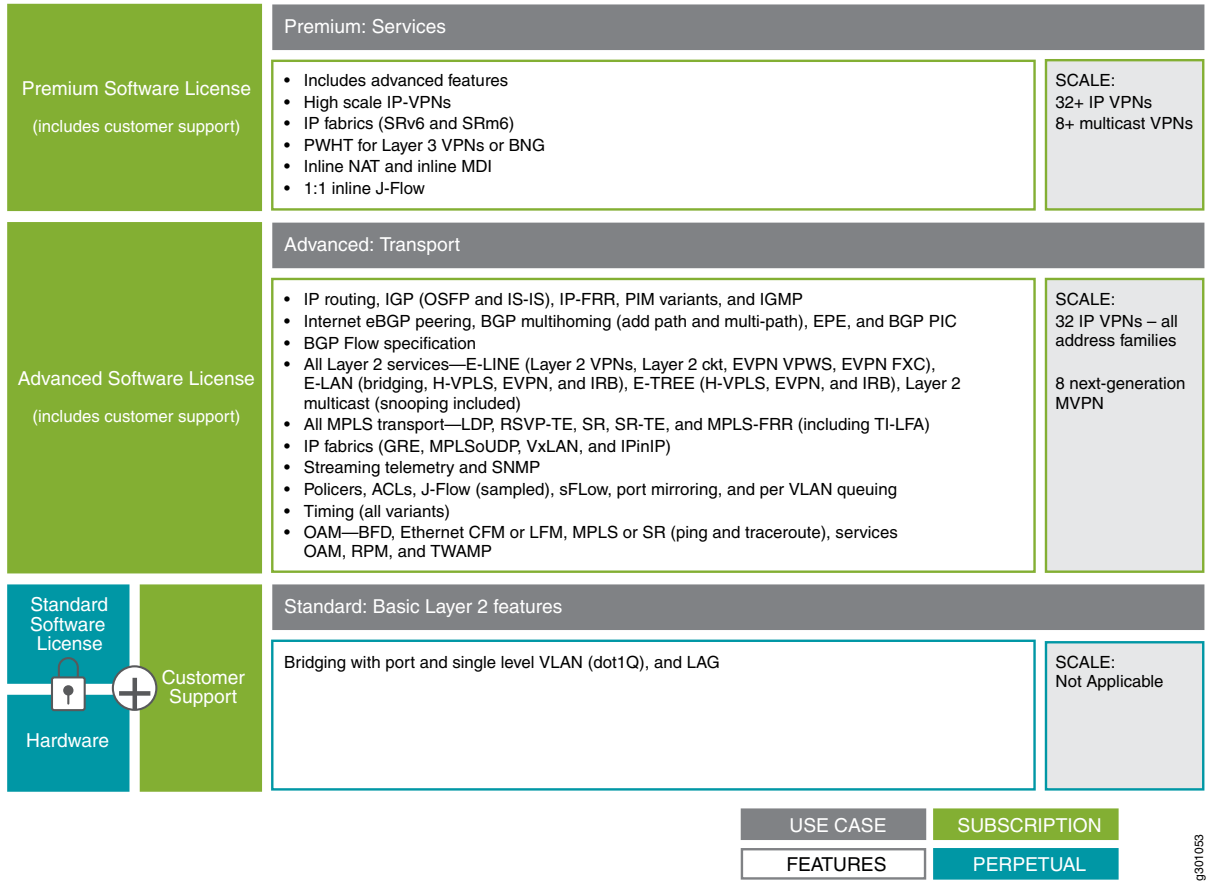 Premium Software License
(includes customer support)
Premium: Services
• Includes advanced features
• High scale IP-VPNs
• IP fabrics (SRv6 and SRm6)
• PWHT for Layer 3 VPNs or BNG
• Inline NAT and inline MDI
• 1:1 inline J-Flow
SCALE:
32+ IP VPNs
8+ multicast VPNs
Advanced Software License
(includes customer support)
Advanced: Transport
• IP routing, IGP (OSFP and IS-IS), IP-FRR, PIM variants, and IGMP
• Internet eBGP peering, BGP multihoming (add path and multi-path), EPE, and BGP PIC
• BGP Flow specification
• All Layer 2 services—E-LINE (Layer 2 VPNs, Layer 2 ckt, EVPN VPWS, EVPN FXC),
E-LAN (bridging, H-VPLS, EVPN, and IRB), E-TREE (H-VPLS, EVPN, and IRB), Layer 2
multicast (snooping included)
• All MPLS transport—LDP, RSVP-TE, SR, SR-TE, and MPLS-FRR (including TI-LFA)
• IP fabrics (GRE, MPLSoUDP, VxLAN, and IPinIP)
• Streaming telemetry and SNMP
• Policers, ACLs, J-Flow (sampled), sFLow, port mirroring, and per VLAN queuing
• Timing (all variants)
• OAM—BFD, Ethernet CFM or LFM, MPLS or SR (ping and traceroute), services
OAM, RPM, and TWAMP
SCALE:
32 IP VPNs – all
address families
8 next-generation
MVPN
Standard
Software
License
Hardware
Customer
Support
Standard: Basic Layer 2 features
Bridging with port and single level VLAN (dot1Q), and LAG
SCALE:
Not Applicable
USE CASE
SUBSCRIPTION
FEATURES
PERPETUAL
g301053